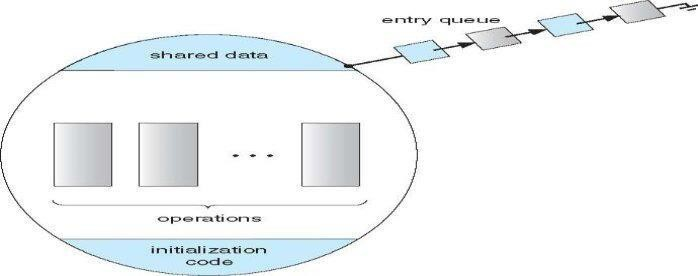 entry queue
shared data
• • •
operations
initialization
code